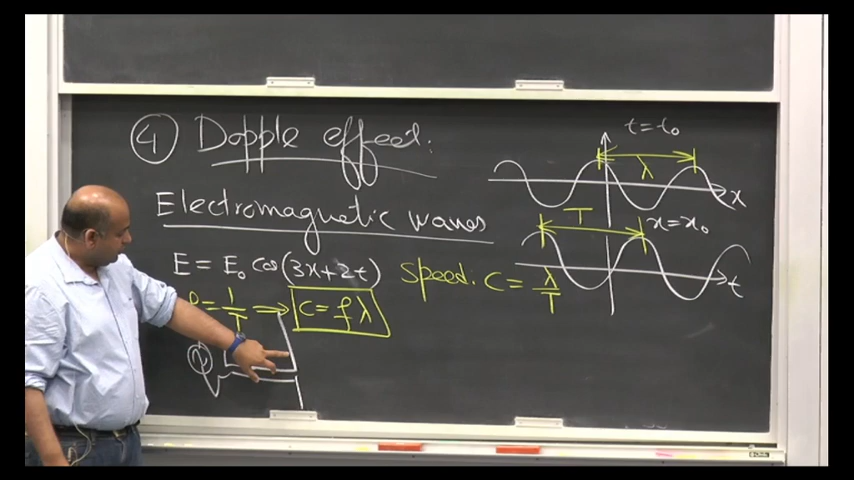 ④ Dopple effect.
t=t₀
λ
x
Electromagnetic waves
T
x=x₀
t
E = E₀ cos(3x+2t) Speed. C = λ/T
f = 1/T → C = fλ